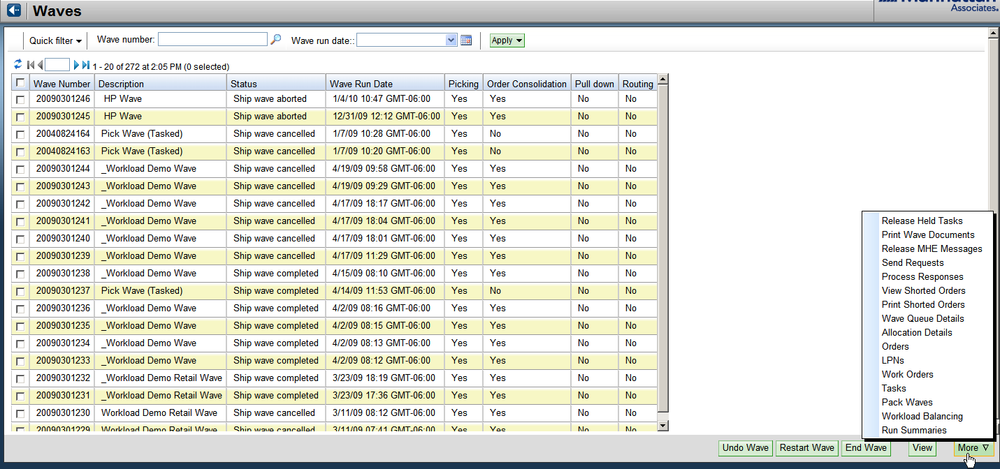 Waves
Manhattan
Associates.
Quick filter Wave number: Wave run date:: Apply
1 - 20 of 272 at 2:05 PM (0 selected)
Wave Number Description Status Wave Run Date Picking Order Consolidation Pull down Routing
20090301246 HP Wave Ship wave aborted 1/4/10 10:47 GMT-06:00 Yes Yes No No
20090301245 HP Wave Ship wave aborted 12/31/09 12:12 GMT-06:00 Yes Yes No No
20040824164 Pick Wave (Tasked) Ship wave cancelled 1/7/09 10:28 GMT-06:00 Yes No No No
20040824163 Pick Wave (Tasked) Ship wave cancelled 1/7/09 10:20 GMT-06:00 Yes No No No
20090301244 _Workload Demo Wave Ship wave cancelled 4/19/09 09:58 GMT-06:00 Yes Yes No No
20090301243 _Workload Demo Wave Ship wave cancelled 4/19/09 09:29 GMT-06:00 Yes Yes No No
20090301242 _Workload Demo Wave Ship wave cancelled 4/17/09 18:17 GMT-06:00 Yes Yes No No
20090301241 _Workload Demo Wave Ship wave cancelled 4/17/09 18:04 GMT-06:00 Yes Yes No No
20090301240 _Workload Demo Wave Ship wave cancelled 4/17/09 18:01 GMT-06:00 Yes Yes No No
20090301239 _Workload Demo Wave Ship wave cancelled 4/17/09 11:29 GMT-06:00 Yes Yes No No
20090301238 _Workload Demo Wave Ship wave completed 4/15/09 08:10 GMT-06:00 Yes Yes No No
20090301237 Pick Wave (Tasked) Ship wave completed 4/14/09 11:53 GMT-06:00 Yes No No No
20090301236 _Workload Demo Wave Ship wave completed 4/2/09 08:16 GMT-06:00 Yes Yes No No
20090301235 _Workload Demo Wave Ship wave completed 4/2/09 08:15 GMT-06:00 Yes Yes No No
20090301234 _Workload Demo Wave Ship wave completed 4/2/09 08:13 GMT-06:00 Yes Yes No No
20090301233 _Workload Demo Wave Ship wave completed 4/2/09 08:12 GMT-06:00 Yes Yes No No
20090301232 _Workload Demo Retail Wave Ship wave completed 3/23/09 18:19 GMT-06:00 Yes Yes No No
20090301231 _Workload Demo Retail Wave Ship wave completed 3/23/09 17:36 GMT-06:00 Yes Yes No No
20090301230 Workload Demo Retail Wave Ship wave cancelled 3/11/09 08:12 GMT-06:00 Yes Yes No No
20090301229 Workload Demo Retail Wave Ship wave cancelled 3/11/09 07:41 GMT-06:00 Yes Yes No No
Release Held Tasks
Print Wave Documents
Release MHE Messages
Send Requests
Process Responses
View Shorted Orders
Print Shorted Orders
Wave Queue Details
Allocation Details
Orders
LPNs
Work Orders
Tasks
Pack Waves
Workload Balancing
Run Summaries
Undo Wave Restart Wave End Wave View More